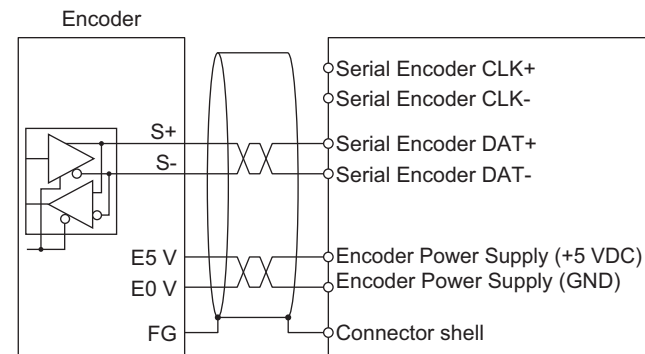 Encoder
Serial Encoder CLK+
Serial Encoder CLK-
S+
Serial Encoder DAT+
S-
Serial Encoder DAT-
E5 V
Encoder Power Supply (+5 VDC)
E0 V
Encoder Power Supply (GND)
FG
Connector shell